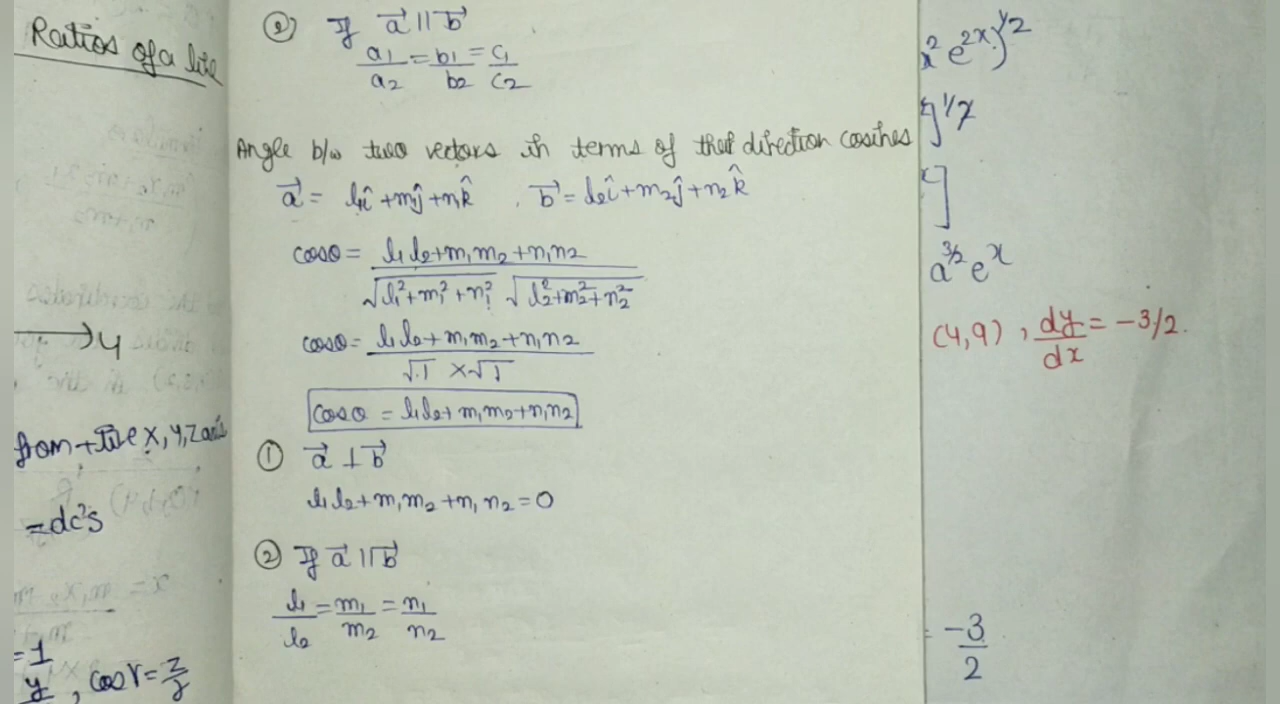 Ratios of a line
→ y
from +tive x, y, z axis
= dc's
= 1
y , cos γ = z/r
② If a⃗ || b⃗
a₁/a₂ = b₁/b₂ = c₁/c₂
Angle b/w two vectors in terms of their direction cosines
a⃗ = l₁î + m₁ĵ + n₁k̂ , b⃗ = l₂î + m₂ĵ + n₂k̂
cosθ = l₁l₂+m₁m₂+n₁n₂ / √l₁²+m₁²+n₁² √l₂²+m₂²+n₂²
cosθ = l₁l₂+m₁m₂+n₁n₂ / √1 × √1
cosθ = l₁l₂+m₁m₂+n₁n₂
① a⃗ ⊥ b⃗
l₁l₂+m₁m₂+n₁n₂ = 0
② If a⃗ || b⃗
l₁/l₂ = m₁/m₂ = n₁/n₂
x² e^2x)^1/2
]^1/x
]
a^3/2 e^x
(4,9) , dy/dx = -3/2.
-3/2